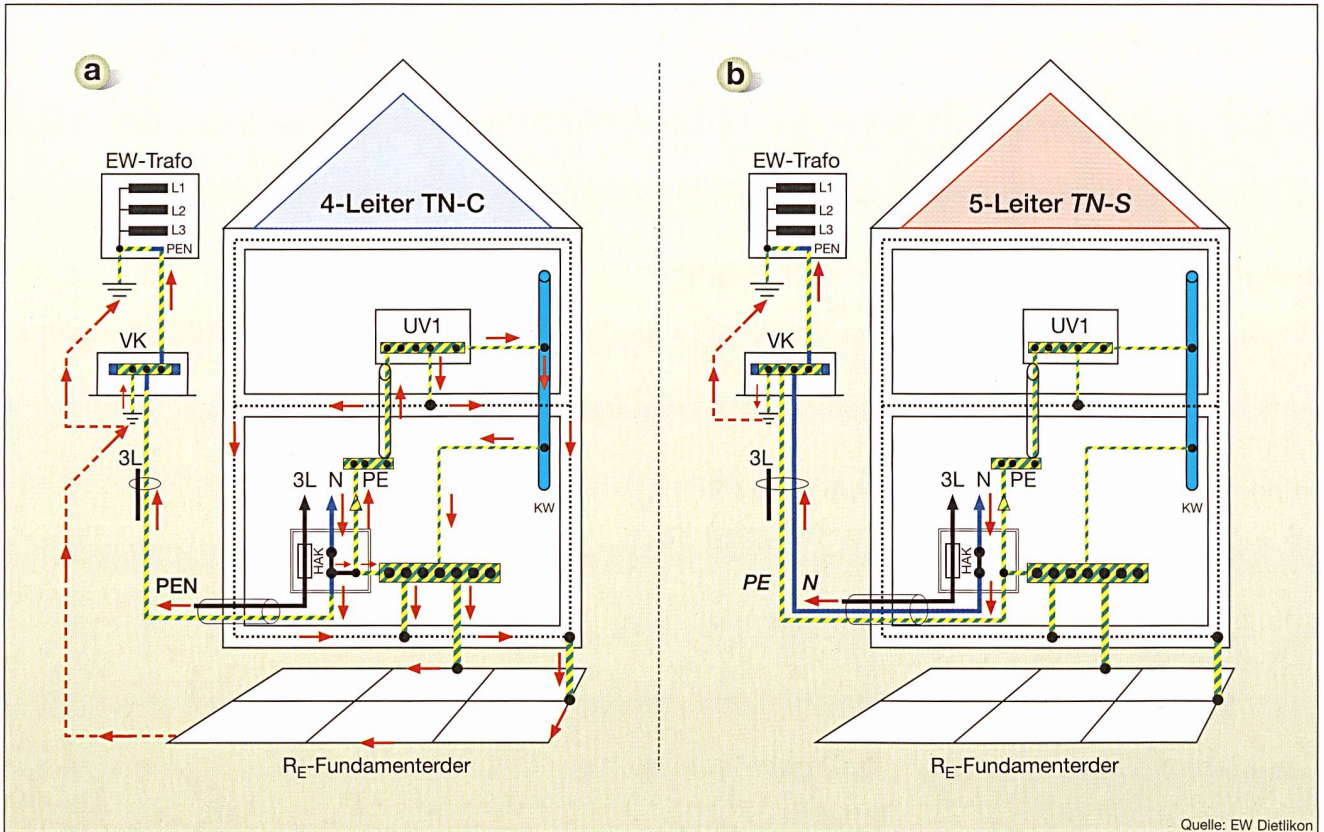 a
EW-Trafo
L1
L2
L3
PEN
4-Leiter TN-C
VK
UV1
3L
3L N PE
KW
HAK
PEN
R_E-Fundamenterder
b
EW-Trafo
L1
L2
L3
PEN
5-Leiter TN-S
VK
UV1
3L
3L N PE
KW
HAK
PE N
R_E-Fundamenterder
Quelle: EW Dietlikon